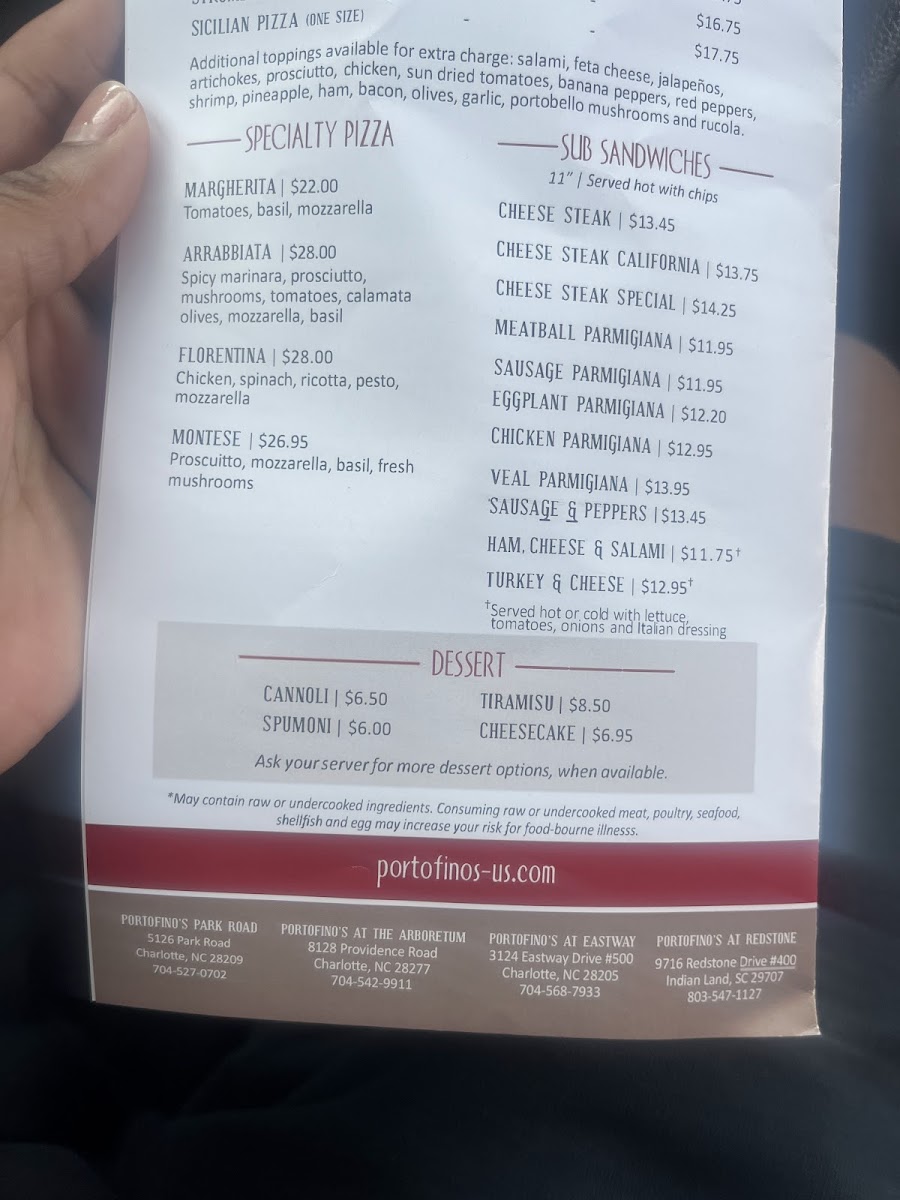 SICILIAN PIZZA (ONE SIZE) - - $16.75
$17.75
Additional toppings available for extra charge: salami, feta cheese, jalapeños,
artichokes, prosciutto, chicken, sun dried tomatoes, banana peppers, red peppers,
shrimp, pineapple, ham, bacon, olives, garlic, portobello mushrooms and rucola.
SPECIALTY PIZZA
MARGHERITA | $22.00
Tomatoes, basil, mozzarella
ARRABBIATA | $28.00
Spicy marinara, prosciutto,
mushrooms, tomatoes, calamata
olives, mozzarella, basil
FLORENTINA | $28.00
Chicken, spinach, ricotta, pesto,
mozzarella
MONTESE | $26.95
Proscuitto, mozzarella, basil, fresh
mushrooms
SUB SANDWICHES
11" | Served hot with chips
CHEESE STEAK | $13.45
CHEESE STEAK CALIFORNIA | $13.75
CHEESE STEAK SPECIAL | $14.25
MEATBALL PARMIGIANA | $11.95
SAUSAGE PARMIGIANA | $11.95
EGGPLANT PARMIGIANA | $12.20
CHICKEN PARMIGIANA | $12.95
VEAL PARMIGIANA | $13.95
SAUSAGE & PEPPERS | $13.45
HAM, CHEESE & SALAMI | $11.75†
TURKEY & CHEESE | $12.95†
†Served hot or cold with lettuce,
tomatoes, onions and Italian dressing
DESSERT
CANNOLI | $6.50
SPUMONI | $6.00
TIRAMISU | $8.50
CHEESECAKE | $6.95
Ask your server for more dessert options, when available.
*May contain raw or undercooked ingredients. Consuming raw or undercooked meat, poultry, seafood,
shellfish and egg may increase your risk for food-bourne illnesss.
portofinos-us.com
PORTOFINO'S PARK ROAD
5126 Park Road
Charlotte, NC 28209
704-527-0702
PORTOFINO'S AT THE ARBORETUM
8128 Providence Road
Charlotte, NC 28277
704-542-9911
PORTOFINO'S AT EASTWAY
3124 Eastway Drive #500
Charlotte, NC 28205
704-568-7933
PORTOFINO'S AT REDSTONE
9716 Redstone Drive #400
Indian Land, SC 29707
803-547-1127